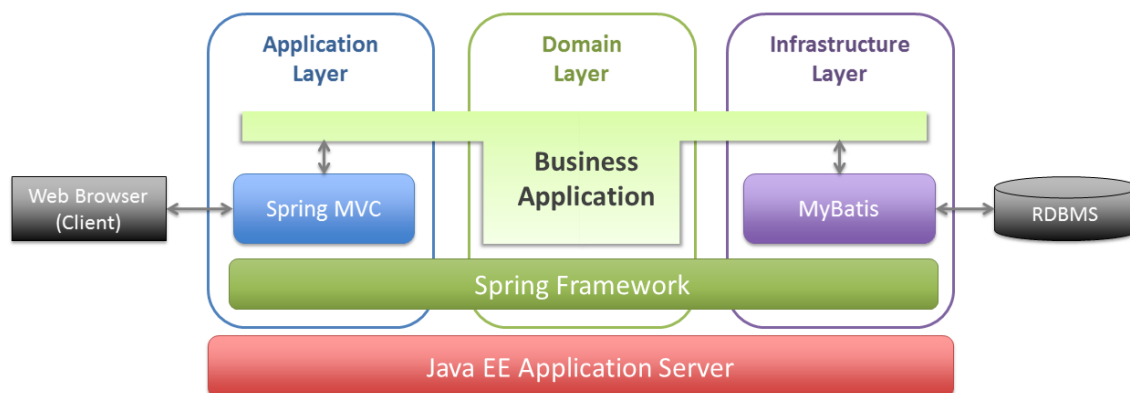 Application
Layer
Domain
Layer
Infrastructure
Layer
Business
Application
Web Browser
(Client)
Spring MVC
MyBatis
RDBMS
Spring Framework
Java EE Application Server